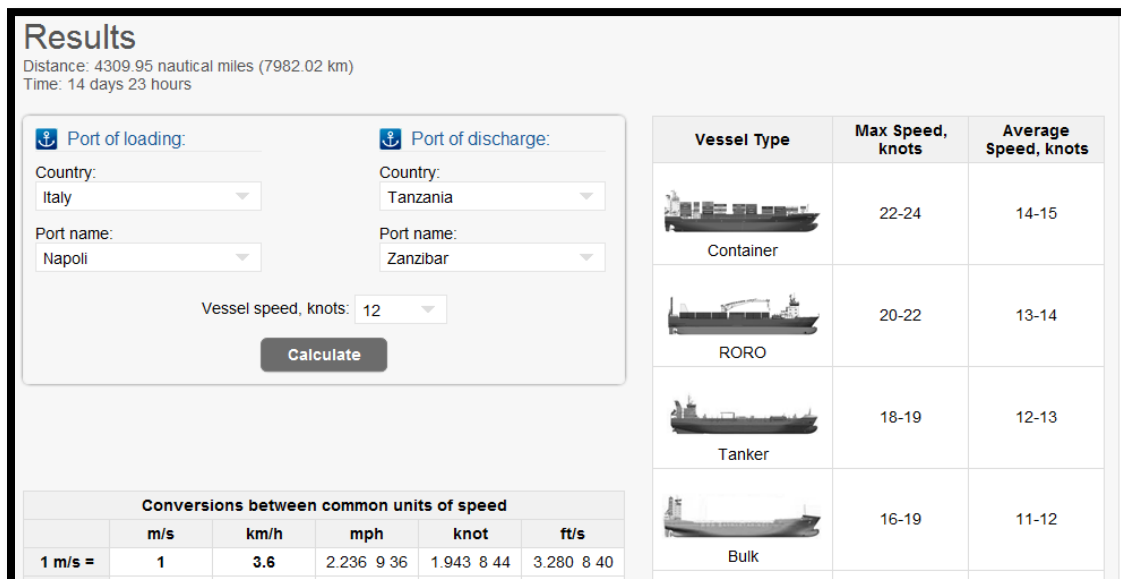 Results
Distance: 4309.95 nautical miles (7982.02 km)
Time: 14 days 23 hours
Port of loading:
Country:
Italy
Port name:
Napoli
Port of discharge:
Country:
Tanzania
Port name:
Zanzibar
Vessel speed, knots: 12
Calculate
Vessel Type Max Speed, knots Average Speed, knots
Container 22-24 14-15
RORO 20-22 13-14
Tanker 18-19 12-13
Bulk 16-19 11-12
Conversions between common units of speed
m/s km/h mph knot ft/s
1 m/s = 1 3.6 2.236 9 36 1.943 8 44 3.280 8 40